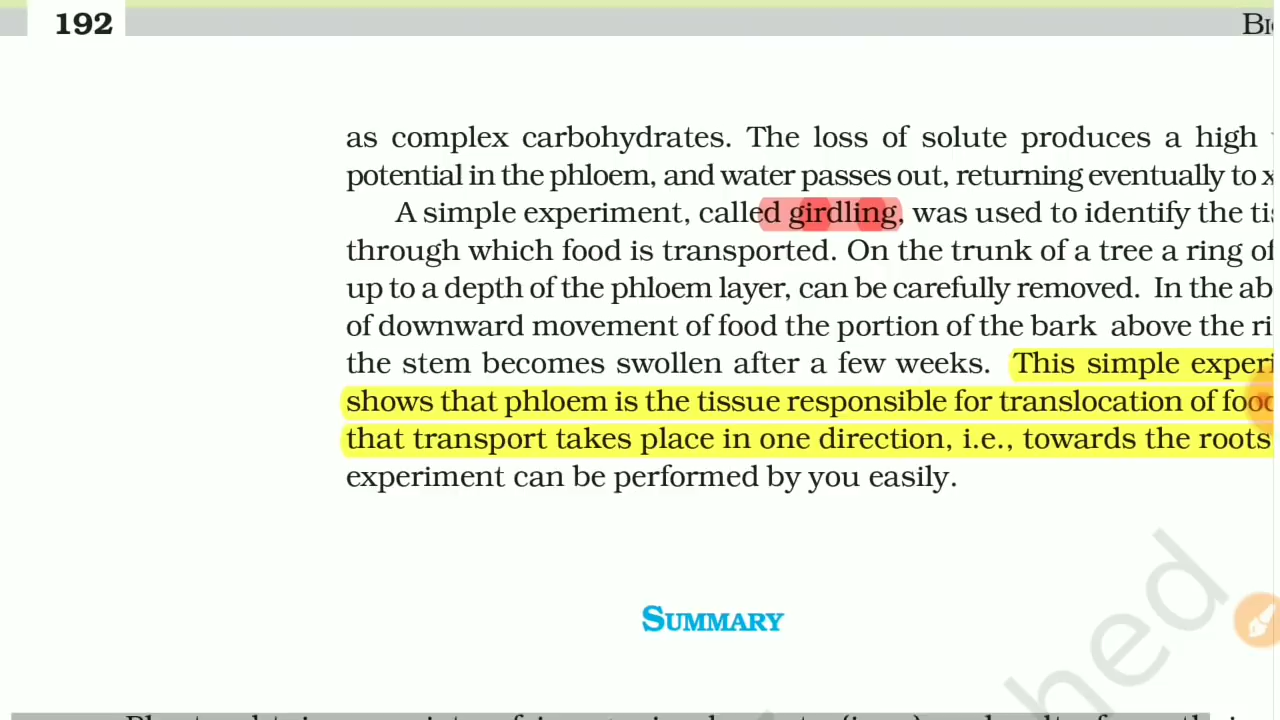 192
as complex carbohydrates. The loss of solute produces a high
potential in the phloem, and water passes out, returning eventually to
A simple experiment, called girdling, was used to identify the
through which food is transported. On the trunk of a tree a ring of
up to a depth of the phloem layer, can be carefully removed. In the
of downward movement of food the portion of the bark above the
the stem becomes swollen after a few weeks. This simple
shows that phloem is the tissue responsible for translocation of
that transport takes place in one direction, i.e., towards the roots
experiment can be performed by you easily.
SUMMARY